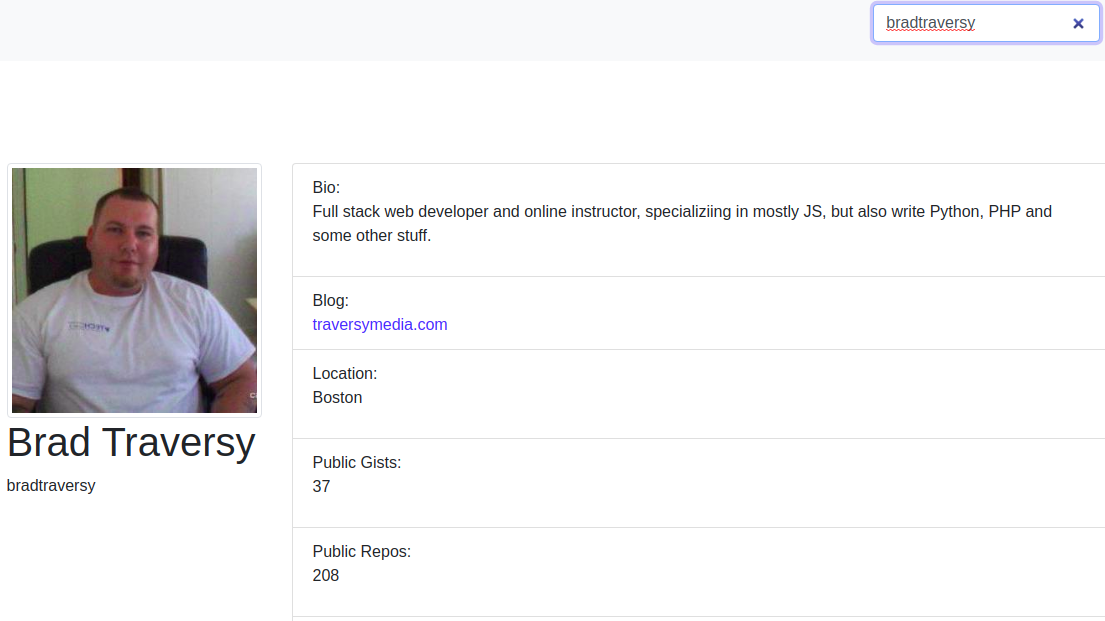 bradtraversy
Bio:
Full stack web developer and online instructor, specializiing in mostly JS, but also write Python, PHP and
some other stuff.
Blog:
traversymedia.com
Location:
Boston
Brad Traversy
bradtraversy
Public Gists:
37
Public Repos:
208